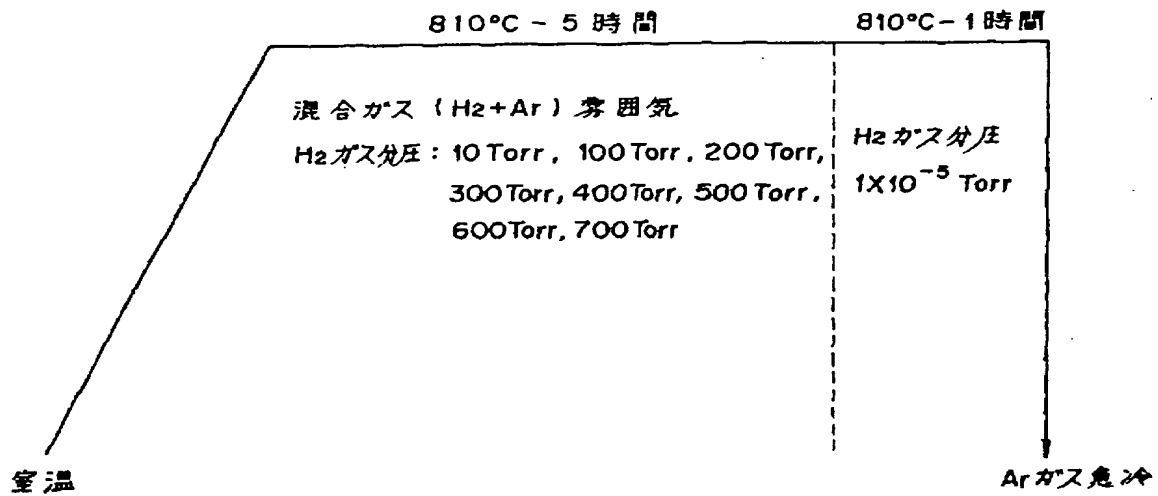 810°C - 5 時間
810°C-1時間
混合ガス (H2+Ar) 雰囲気
H2ガス分圧: 10 Torr, 100 Torr, 200 Torr,
300 Torr, 400 Torr, 500 Torr,
600 Torr, 700 Torr
H2ガス分圧
1X10⁻⁵ Torr
室温
Arガス急冷